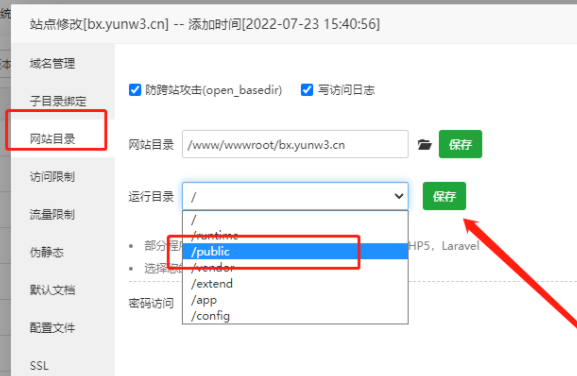 统
站点修改[bx.yunw3.cn] -- 添加时间[2022-07-23 15:40:56]
域名管理
子目录绑定
网站目录
访问限制
流量限制
伪静态
默认文档
配置文件
SSL
本
防跨站攻击(open_basedir) 写访问日志
网站目录 /www/wwwroot/bx.yunw3.cn 保存
运行目录 / 保存
/
/runtime
/public
/vendor
/extend
/app
/config
部分程 HP5，Laravel
选择您
密码访问